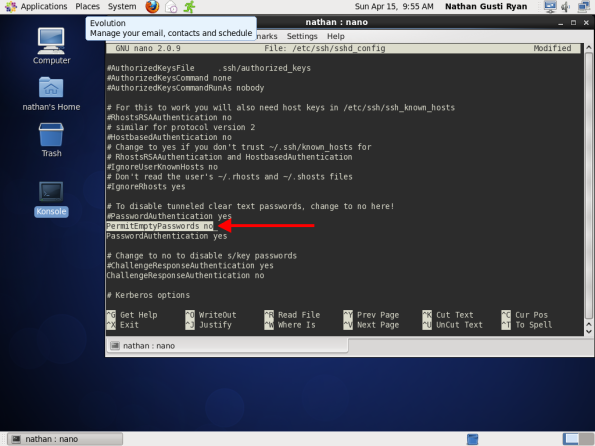 Applications Places System
Sun Apr 15, 9:55 AM Nathan Gusti Ryan
Evolution
Manage your email, contacts and schedule
nathan : nano
marks Settings Help
GNU nano 2.0.9 File: /etc/ssh/sshd_config Modified
#AuthorizedKeysFile .ssh/authorized_keys
#AuthorizedKeysCommand none
#AuthorizedKeysCommandRunAs nobody
# For this to work you will also need host keys in /etc/ssh/ssh_known_hosts
#RhostsRSAAuthentication no
# similar for protocol version 2
#HostbasedAuthentication no
# Change to yes if you don't trust ~/.ssh/known_hosts for
# RhostsRSAAuthentication and HostbasedAuthentication
#IgnoreUserKnownHosts no
# Don't read the user's ~/.rhosts and ~/.shosts files
#IgnoreRhosts yes
# To disable tunneled clear text passwords, change to no here!
#PasswordAuthentication yes
PermitEmptyPasswords no
PasswordAuthentication yes
# Change to no to disable s/key passwords
#ChallengeResponseAuthentication yes
ChallengeResponseAuthentication no
# Kerberos options
^G Get Help ^O WriteOut ^R Read File ^Y Prev Page ^K Cut Text ^C Cur Pos
^X Exit ^J Justify ^W Where Is ^V Next Page ^U UnCut Text ^T To Spell
nathan : nano
Computer
nathan's Home
Trash
Konsole
nathan : nano